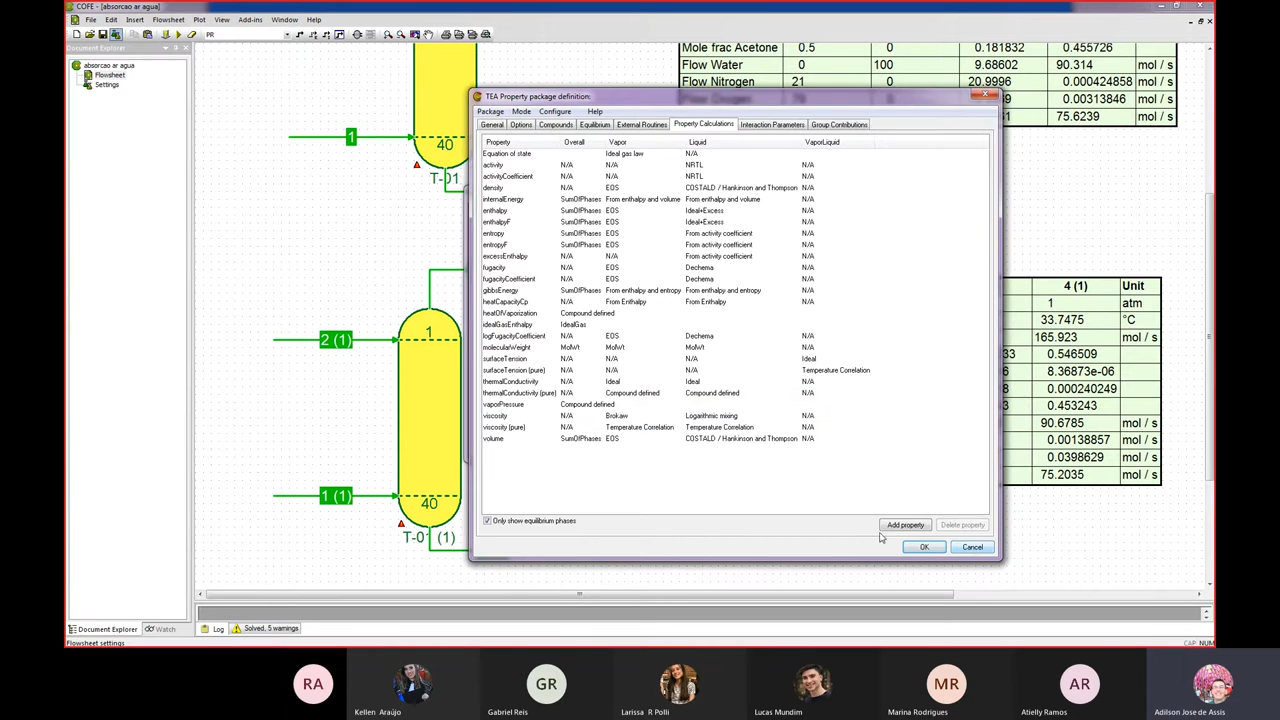 COFE - [absorcao ar agua]
File Edit Insert Flowsheet Plot View Add-ins Window Help
PR
Document Explorer
absorcao ar agua
Flowsheet
Settings
1
40
T-01
2 (1)
1
1 (1)
40
T-01 (1)
Mole frac Acetone 0.5 0 0.181832 0.455726
Flow Water 0 100 9.68602 90.314 mol / s
Flow Nitrogen 21 0 20.9996 0.000424858 mol / s
0.00313846 mol / s
75.6239 mol / s
TEA Property package definition:
Package Mode Configure Help
General Options Compounds Equilibrium External Routines Property Calculations Interaction Parameters Group Contributions
Property Overall Vapor Liquid VaporLiquid
Equation of state Ideal gas law N/A
activity N/A N/A NRTL N/A
activityCoefficient N/A N/A NRTL N/A
density N/A EOS COSTALD / Hankinson and Thompson N/A
internalEnergy SumOfPhases From enthalpy and volume From enthalpy and volume N/A
enthalpy SumOfPhases EOS Ideal+Excess N/A
enthalpyF SumOfPhases EOS Ideal+Excess N/A
entropy SumOfPhases EOS From activity coefficient N/A
entropyF SumOfPhases EOS From activity coefficient N/A
excessEnthalpy N/A N/A From activity coefficient N/A
fugacity N/A EOS Dechema N/A
fugacityCoefficient N/A EOS Dechema N/A
gibbsEnergy SumOfPhases From enthalpy and entropy From enthalpy and entropy N/A
heatCapacityCp N/A From Enthalpy From Enthalpy N/A
heatOfVaporization Compound defined
idealGasEnthalpy IdealGas
logFugacityCoefficient N/A EOS Dechema N/A
molecularWeight MolWt MolWt MolWt N/A
surfaceTension N/A N/A N/A Ideal
surfaceTension (pure) N/A N/A N/A Temperature Correlation
thermalConductivity N/A Ideal Ideal N/A
thermalConductivity (pure) N/A Compound defined Compound defined N/A
vaporPressure Compound defined
viscosity N/A Brokaw Logarithmic mixing N/A
viscosity (pure) N/A Temperature Correlation Temperature Correlation N/A
volume SumOfPhases EOS COSTALD / Hankinson and Thompson N/A
Only show equilibrium phases
Add property Delete property
OK Cancel
4 (1) Unit
1 atm
33.7475 °C
165.923 mol / s
0.546509
8.36873e-06
0.000240249
0.453243
90.6785 mol / s
0.00138857 mol / s
0.0398629 mol / s
75.2035 mol / s
Document Explorer Watch
Log Solved, 5 warnings
Flowsheet settings
CAP NUM
RA GR MR AR
Kellen Araújo Gabriel Reis Larissa R Polli Lucas Mundim Marina Rodrigues Atielly Ramos Adilson Jose de Assis